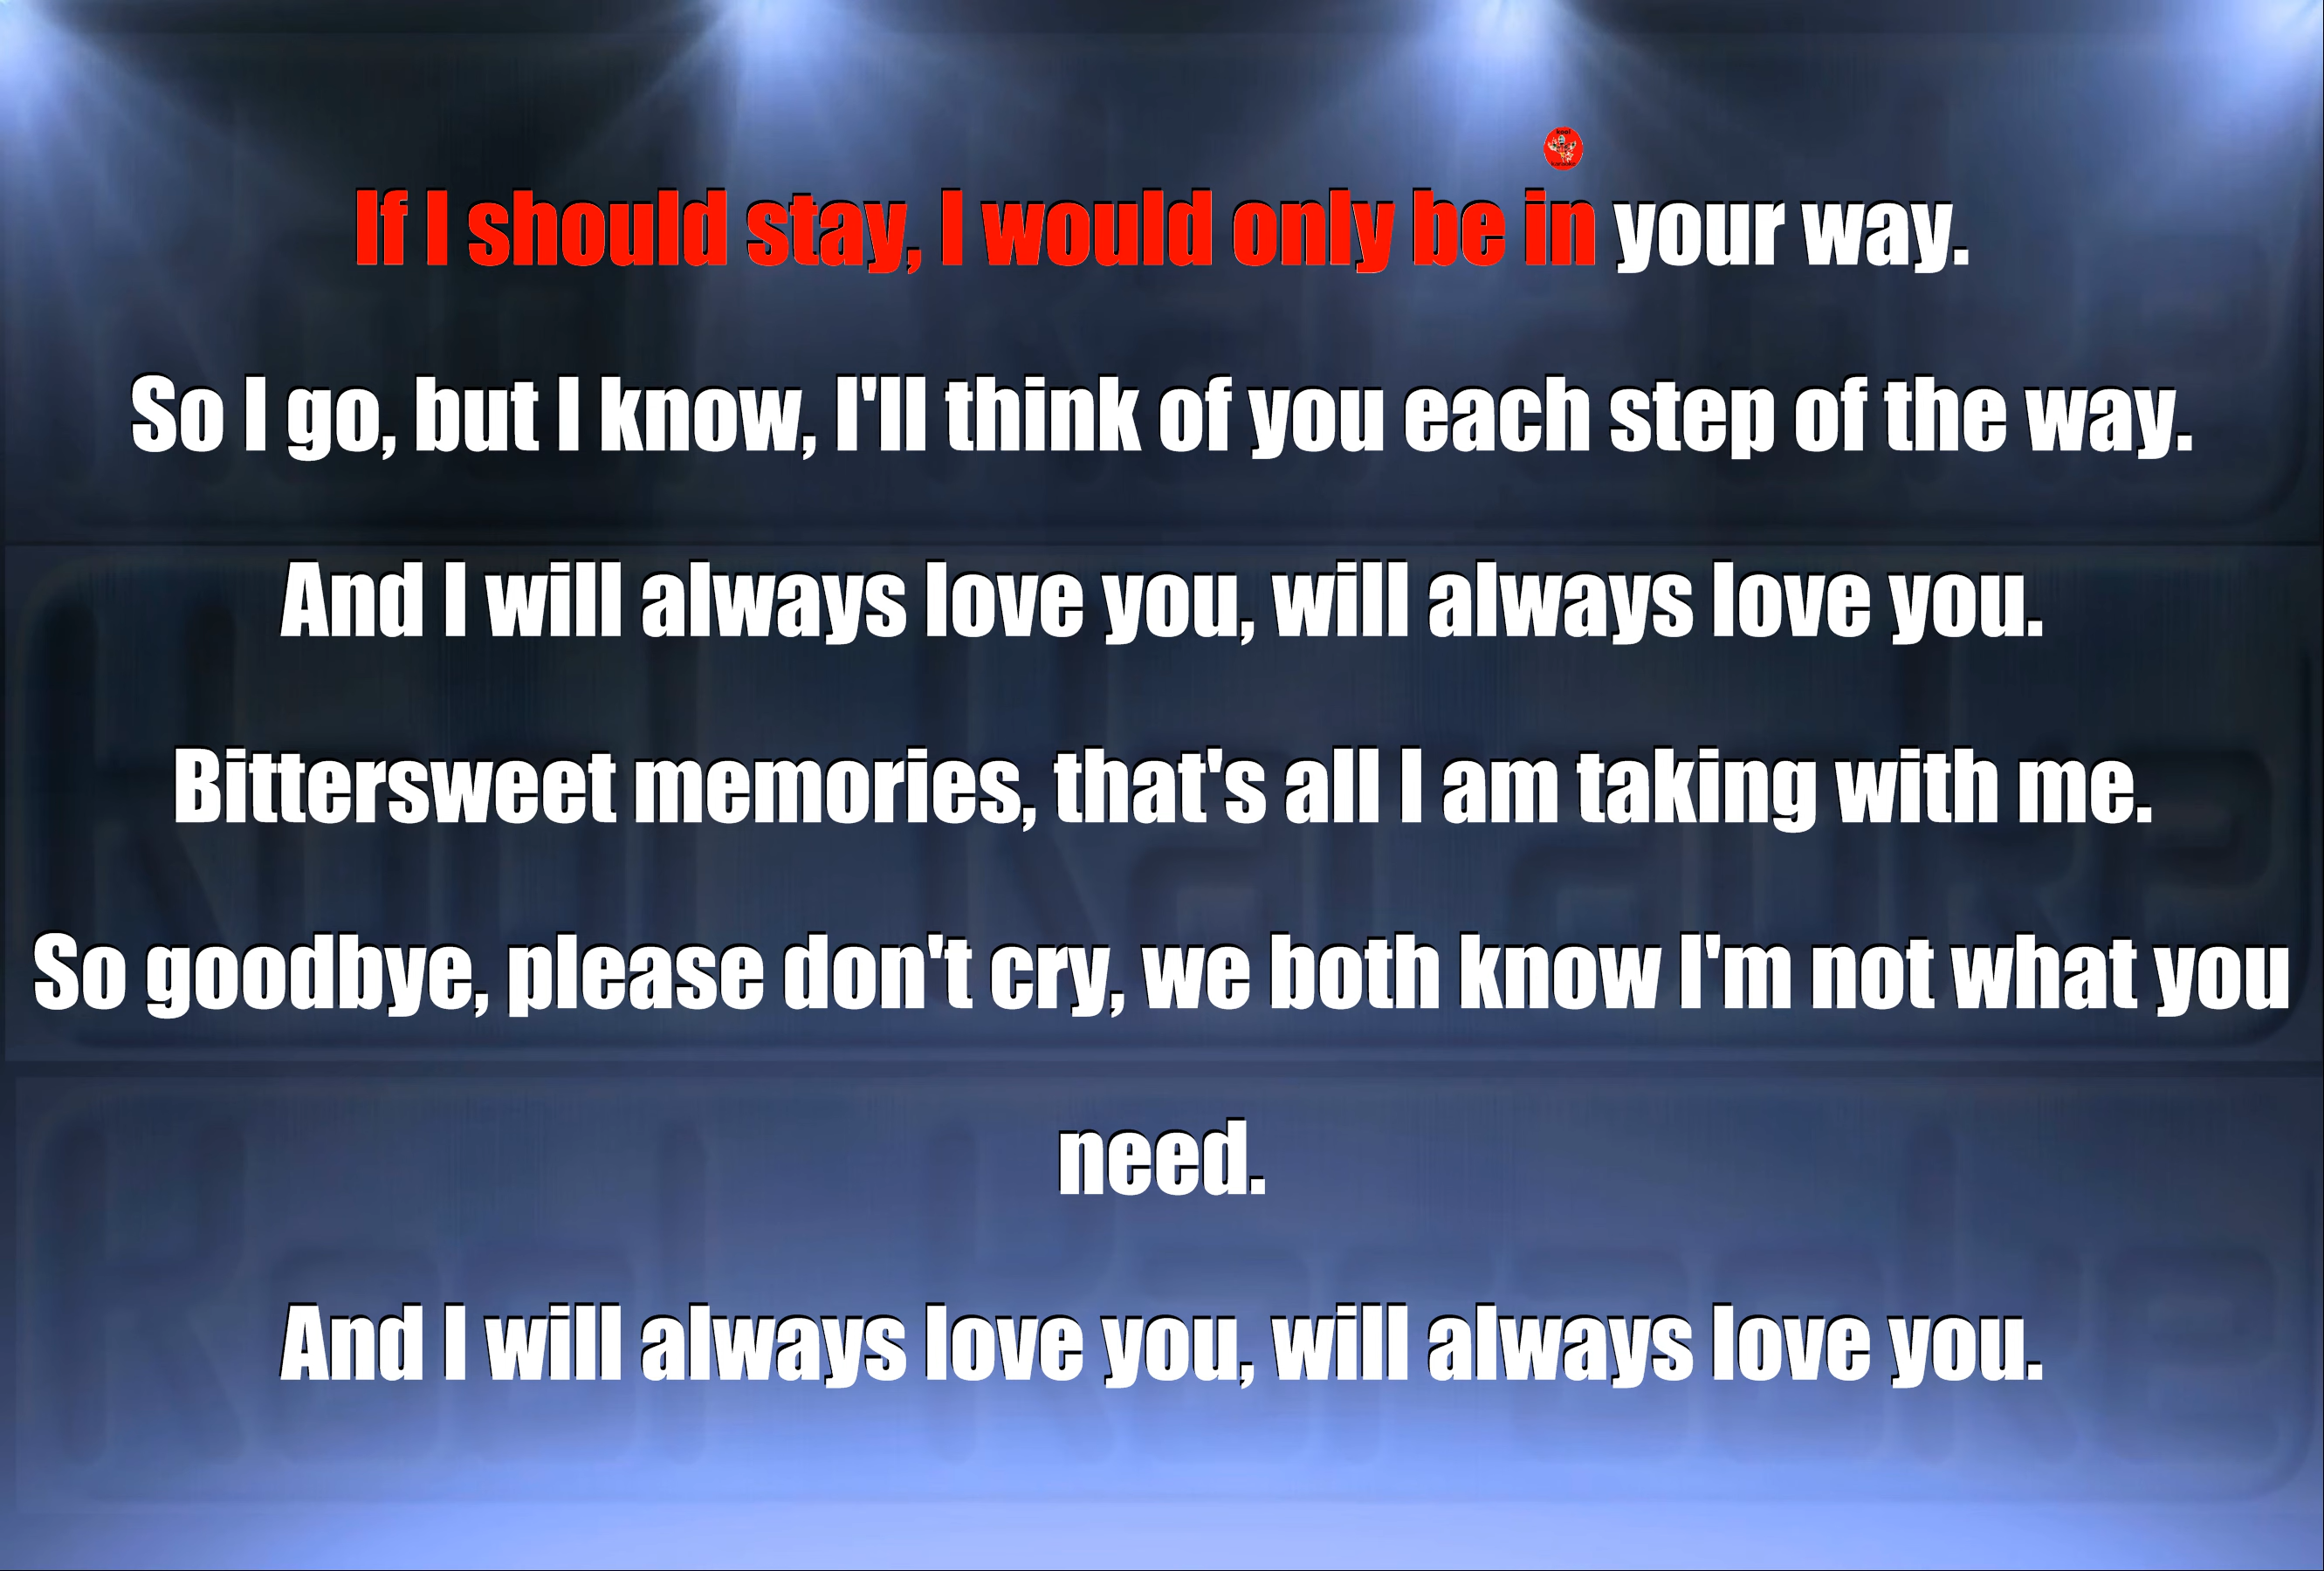 If I should stay, I would only be in your way.
So I go, but I know, I'll think of you each step of the way.
And I will always love you, will always love you.
Bittersweet memories, that's all I am taking with me.
So goodbye, please don't cry, we both know I'm not what you
need.
And I will always love you, will always love you.